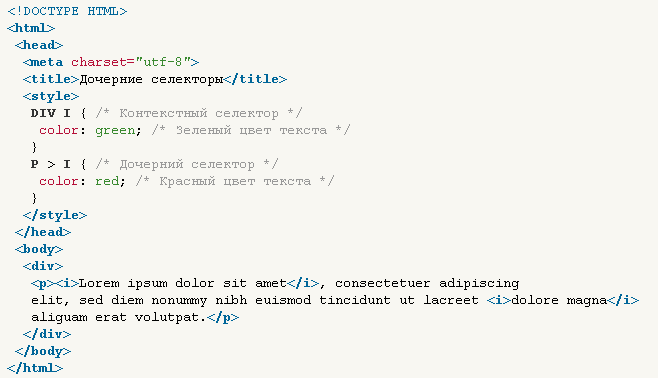 <!DOCTYPE HTML>
<html>
<head>
<meta charset="utf-8">
<title>Дочерние селекторы</title>
<style>
DIV I { /* Контекстный селектор */
color: green; /* Зеленый цвет текста */
}
P > I { /* Дочерний селектор */
color: red; /* Красный цвет текста */
}
</style>
</head>
<body>
<div>
<p><i>Lorem ipsum dolor sit amet</i>, consectetuer adipiscing
elit, sed diem nonummy nibh euismod tincidunt ut lacreet <i>dolore magna</i>
aliguam erat volutpat.</p>
</div>
</body>
</html>